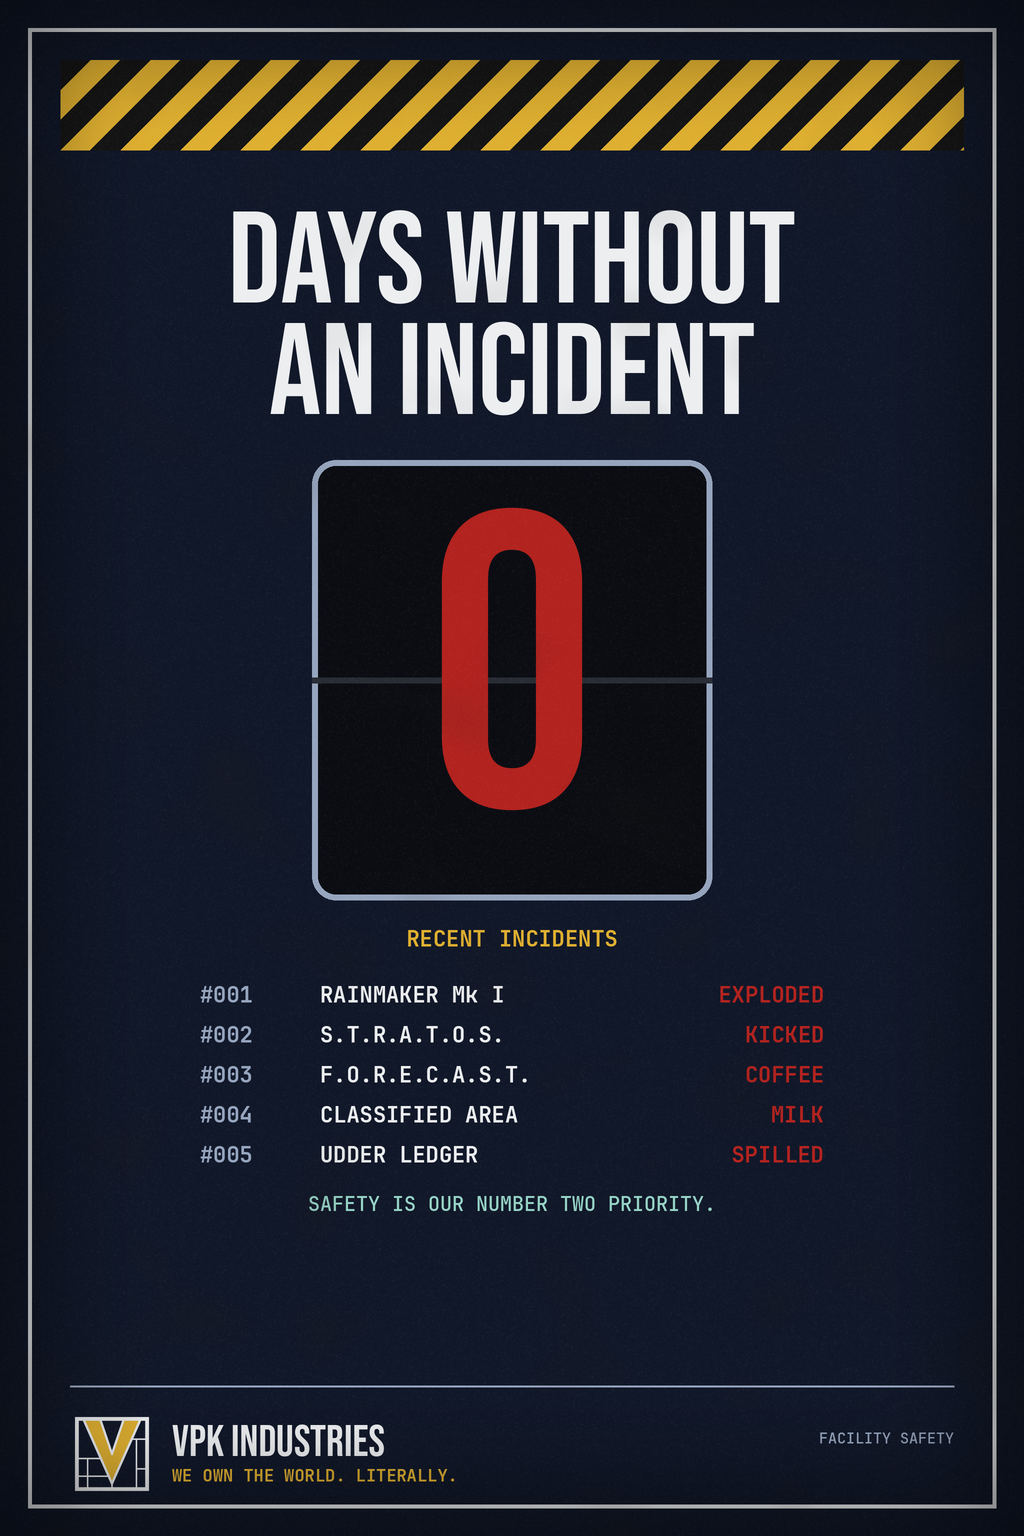 DAYS WITHOUT
AN INCIDENT
0
RECENT INCIDENTS
#001 RAINMAKER Mk I EXPLODED
#002 S.T.R.A.T.O.S. KICKED
#003 F.O.R.E.C.A.S.T. COFFEE
#004 CLASSIFIED AREA MILK
#005 UDDER LEDGER SPILLED
SAFETY IS OUR NUMBER TWO PRIORITY.
V
VPK INDUSTRIES
WE OWN THE WORLD. LITERALLY.
FACILITY SAFETY